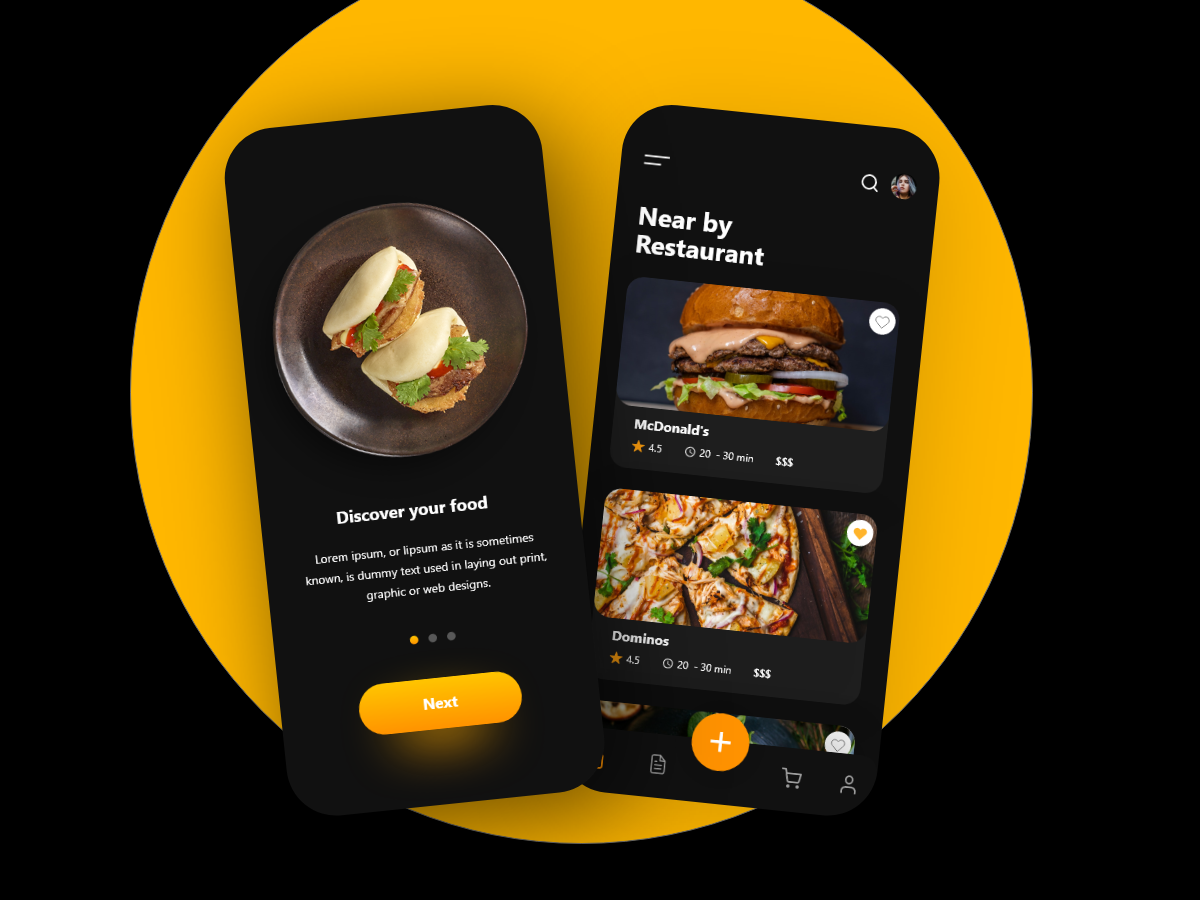 Discover your food
Lorem ipsum, or lipsum as it is sometimes
known, is dummy text used in laying out print,
graphic or web designs.
Next
Near by
Restaurant
McDonald's
4.5 20 - 30 min $$$
Dominos
4.5 20 - 30 min $$$